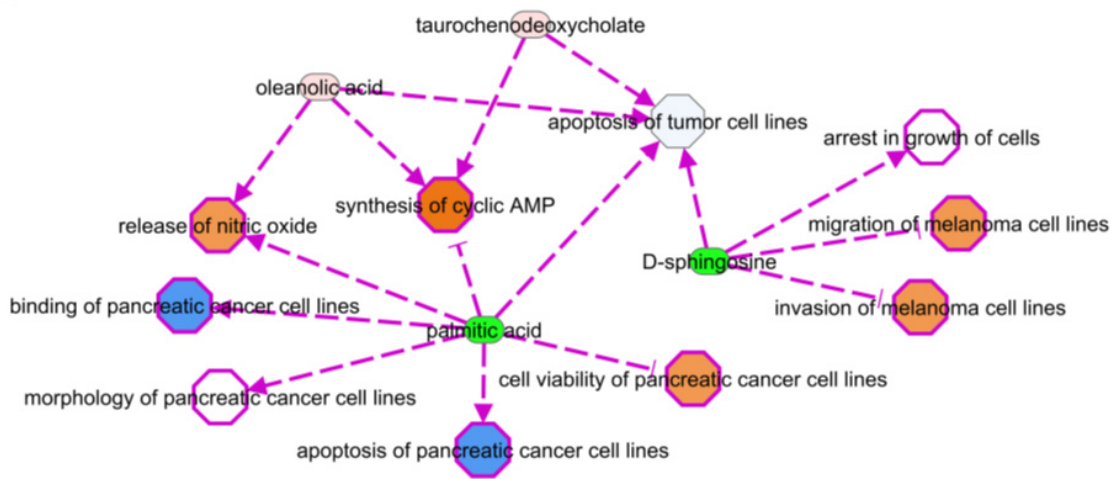 taurochenodeoxycholate
oleanolic acid
apoptosis of tumor cell lines
arrest in growth of cells
synthesis of cyclic AMP
release of nitric oxide
migration of melanoma cell lines
D-sphingosine
binding of pancreatic cancer cell lines
invasion of melanoma cell lines
palmitic acid
cell viability of pancreatic cancer cell lines
morphology of pancreatic cancer cell lines
apoptosis of pancreatic cancer cell lines